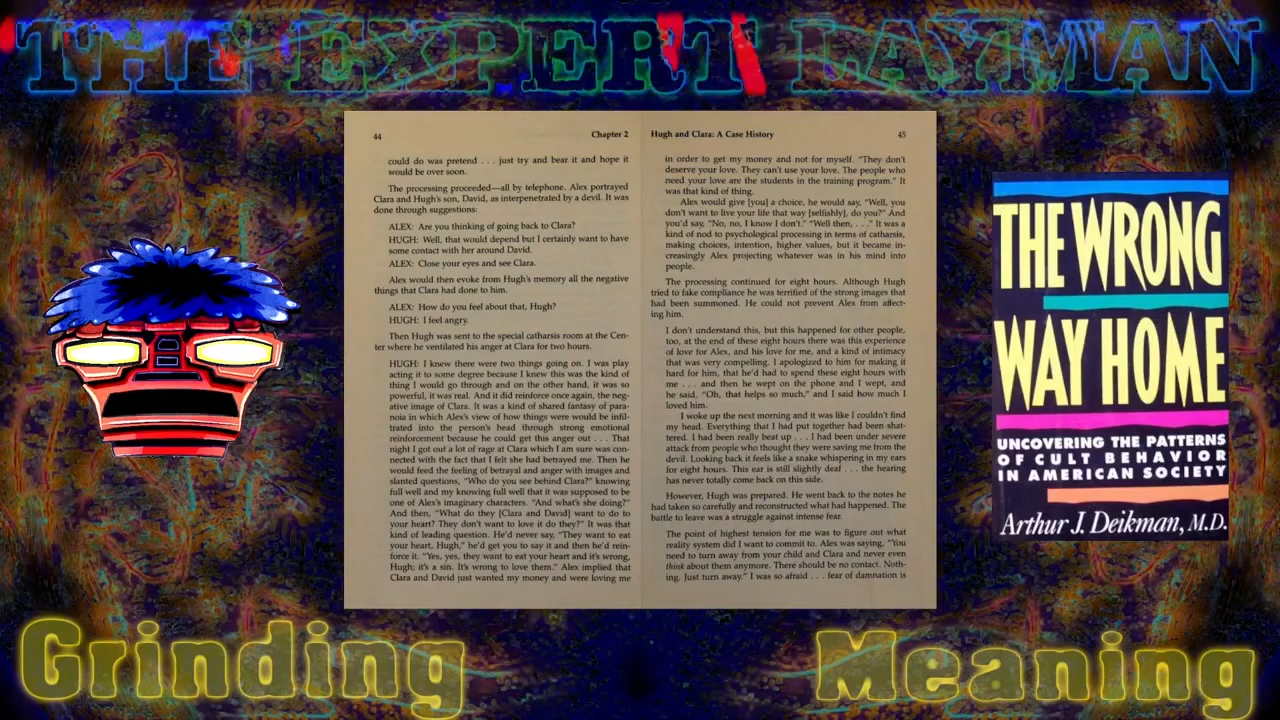 THE EXPERT LAYMAN
44 Chapter 2
could do was pretend . . . just try and bear it and hope it
would be over soon.
The processing proceeded—all by telephone. Alex portrayed
Clara and Hugh's son, David, as interpenetrated by a devil. It was
done through suggestions:
ALEX: Are you thinking of going back to Clara?
HUGH: Well, that would depend but I certainly want to have
some contact with her around David.
ALEX: Close your eyes and see Clara.
Alex would then evoke from Hugh's memory all the negative
things that Clara had done to him.
ALEX: How do you feel about that, Hugh?
HUGH: I feel angry.
Then Hugh was sent to the special catharsis room at the Cen-
ter where he ventilated his anger at Clara for two hours.
HUGH: I knew there were two things going on. I was play
acting it to some degree because I knew this was the kind of
thing I would go through and on the other hand, it was so
powerful, it was real. And it did reinforce once again, the neg-
ative image of Clara. It was a kind of shared fantasy of para-
noia in which Alex's view of how things were would be infil-
trated into the person's head through strong emotional
reinforcement because he could get this anger out . . . That
night I got out a lot of rage at Clara which I am sure was con-
nected with the fact that I felt she had betrayed me. Then he
would feed the feeling of betrayal and anger with images and
slanted questions, "Who do you see behind Clara?" knowing
full well and my knowing full well that it was supposed to be
one of Alex's imaginary characters. "And what's she doing?"
And then, "What do they [Clara and David] want to do to
your heart? They don't want to love it do they?" It was that
kind of leading question. He'd never say, "They want to eat
your heart, Hugh," he'd get you to say it and then he'd rein-
force it. "Yes, yes, they want to eat your heart and it's wrong,
Hugh; it's a sin. It's wrong to love them." Alex implied that
Clara and David just wanted my money and were loving me
Hugh and Clara: A Case History 45
in order to get my money and not for myself. "They don't
deserve your love. They can't use your love. The people who
need your love are the students in the training program." It
was that kind of thing.
Alex would give [you] a choice, he would say, "Well, you
don't want to live your life that way [selfishly], do you?" And
you'd say, "No, no, I know I don't." "Well then, . . ." It was a
kind of nod to psychological processing in terms of catharsis,
making choices, intention, higher values, but it became in-
creasingly Alex projecting whatever was in his mind into
people.
The processing continued for eight hours. Although Hugh
tried to fake compliance he was terrified of the strong images that
had been summoned. He could not prevent Alex from affect-
ing him.
I don't understand this, but this happened for other people,
too, at the end of these eight hours there was this experience
of love for Alex, and his love for me, and a kind of intimacy
that was very compelling. I apologized to him for making it
hard for him, that he'd had to spend these eight hours with
me . . . and then he wept on the phone and I wept, and
he said, "Oh, that helps so much," and I said how much I
loved him.
I woke up the next morning and it was like I couldn't find
my head. Everything that I had put together had been shat-
tered. I had been really beat up . . . I had been under severe
attack from people who thought they were saving me from the
devil. Looking back it feels like a snake whispering in my ears
for eight hours. This ear is still slightly deaf . . . the hearing
has never totally come back on this side.
However, Hugh was prepared. He went back to the notes he
had taken so carefully and reconstructed what had happened. The
battle to leave was a struggle against intense fear.
The point of highest tension for me was to figure out what
reality system did I want to commit to. Alex was saying, "You
need to turn away from your child and Clara and never even
think about them anymore. There should be no contact. Noth-
ing. Just turn away." I was so afraid . . . fear of damnation is
THE WRONG
WAY HOME
UNCOVERING THE PATTERNS
OF CULT BEHAVIOR
IN AMERICAN SOCIETY
Arthur J. Deikman, M.D.
Grinding Meaning